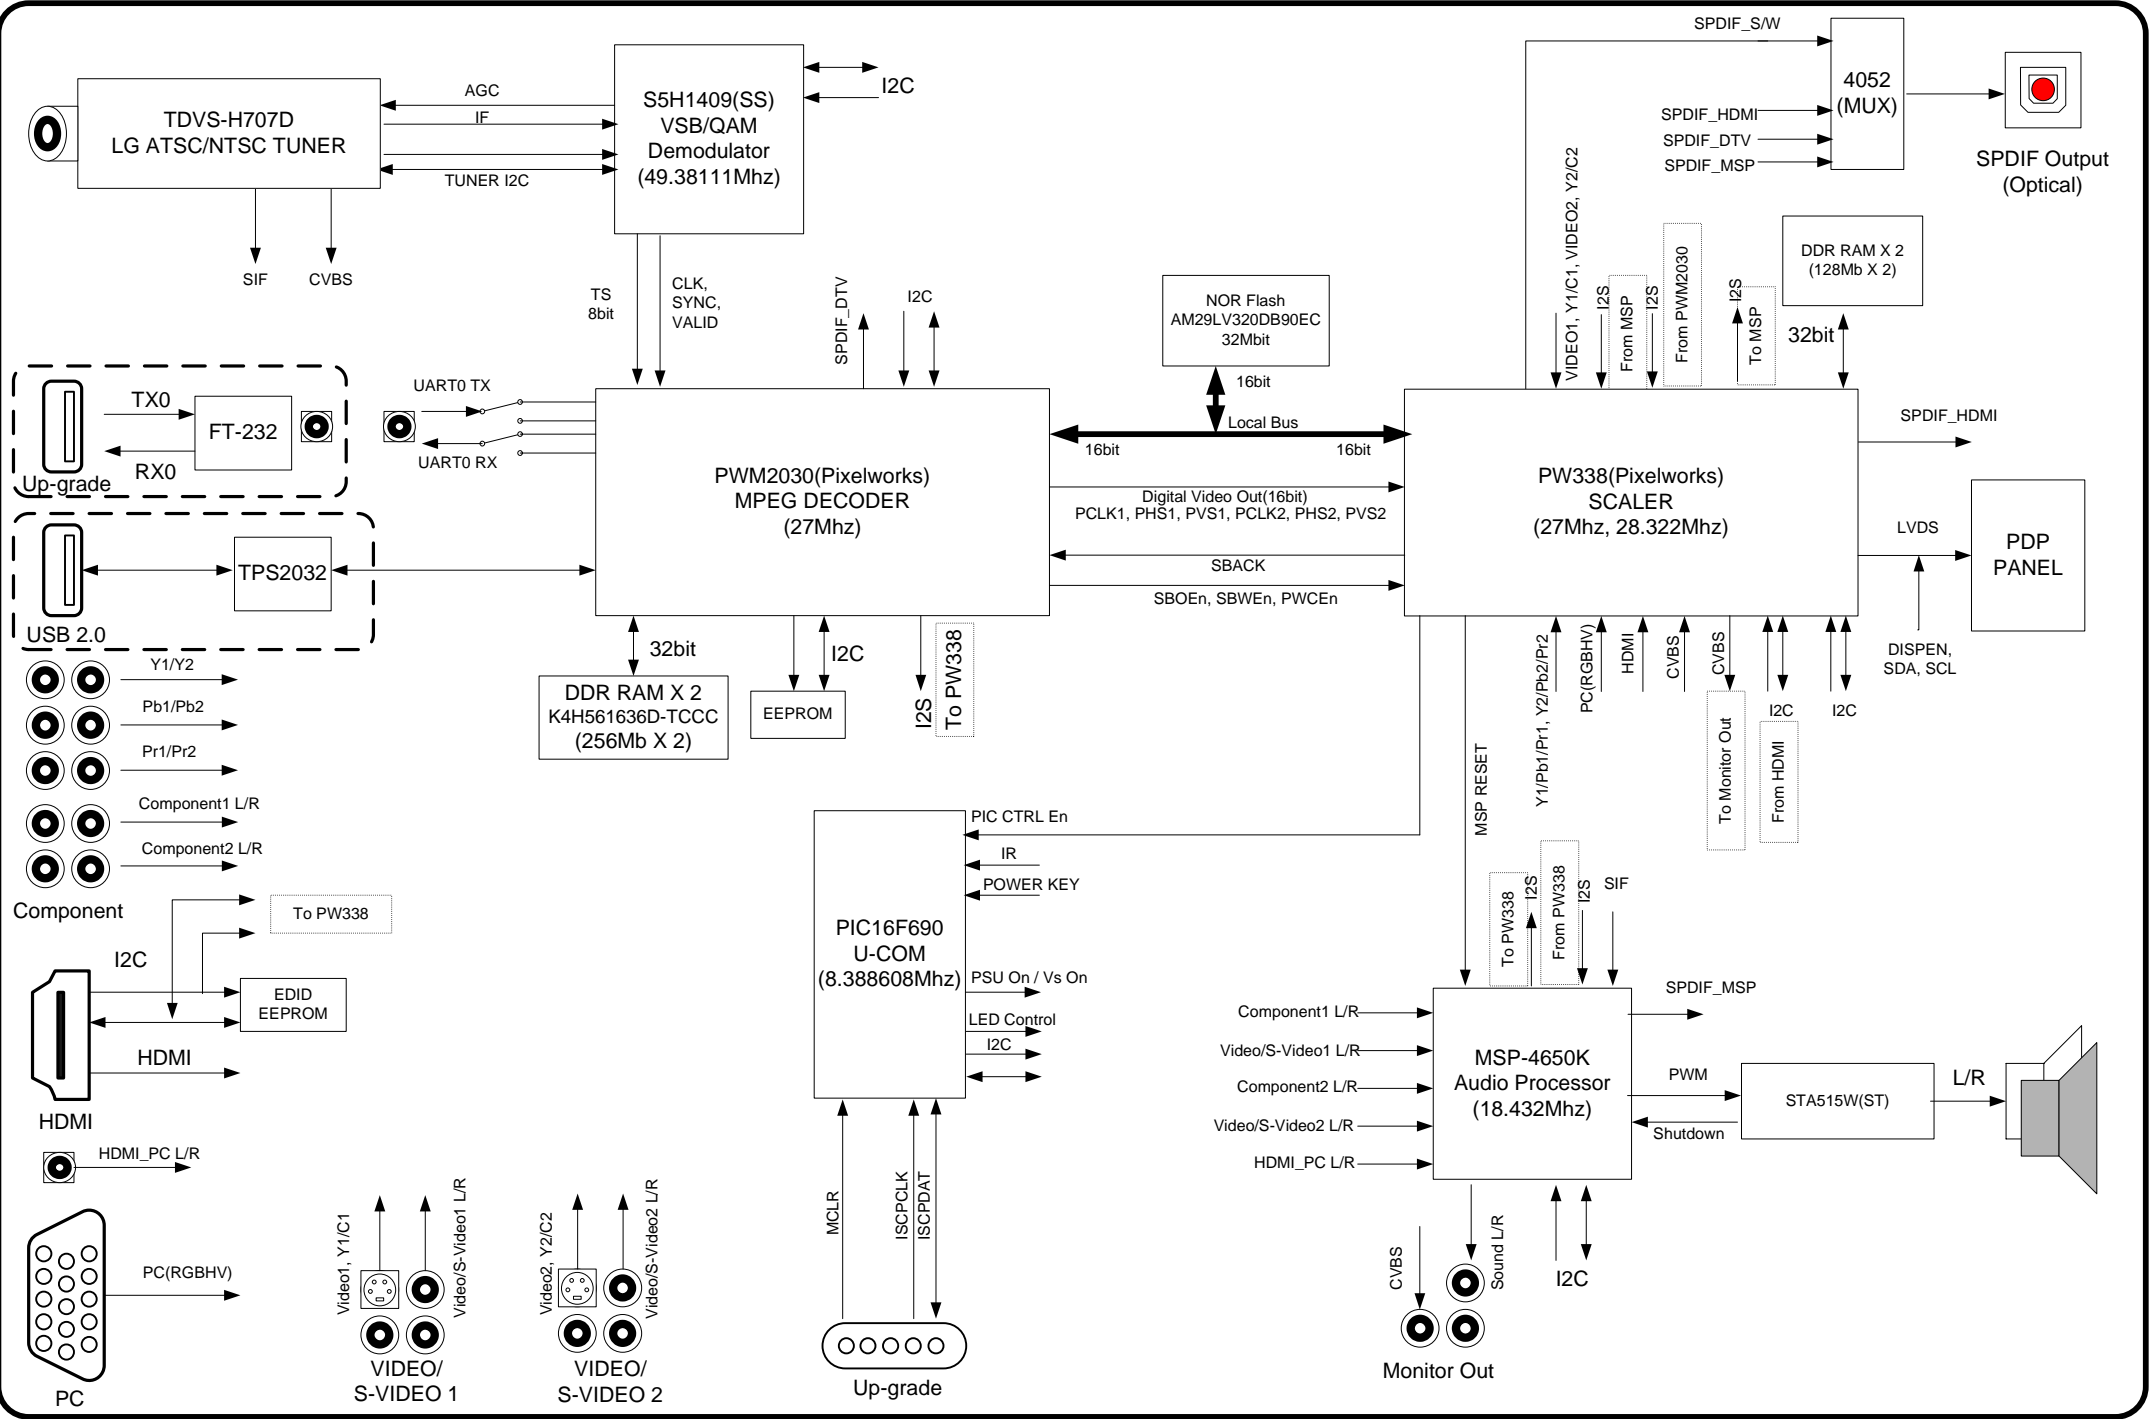 SPDIF_S/W
4052
(MUX)
SPDIF_HDMI
SPDIF_DTV
SPDIF_MSP
SPDIF Output
(Optical)
TDVS-H707D
LG ATSC/NTSC TUNER
AGC
IF
TUNER I2C
S5H1409(SS)
VSB/QAM
Demodulator
(49.38111Mhz)
I2C
SIF
CVBS
TS
8bit
CLK,
SYNC,
VALID
SPDIF_DTV
I2C
NOR Flash
AM29LV320DB90EC
32Mbit
16bit
Local Bus
16bit
16bit
VIDEO1, Y1/C1, VIDEO2, Y2/C2
I2S
From MSP
I2S
From PWM2030
I2S
To MSP
DDR RAM X 2
(128Mb X 2)
32bit
TX0
RX0
FT-232
Up-grade
UART0 TX
UART0 RX
PWM2030(Pixelworks)
MPEG DECODER
(27Mhz)
Digital Video Out(16bit)
PCLK1, PHS1, PVS1, PCLK2, PHS2, PVS2
SBACK
SBOEn, SBWEn, PWCEn
PW338(Pixelworks)
SCALER
(27Mhz, 28.322Mhz)
SPDIF_HDMI
LVDS
PDP
PANEL
DISPEN,
SDA, SCL
TPS2032
USB 2.0
32bit
DDR RAM X 2
K4H561636D-TCCC
(256Mb X 2)
I2C
EEPROM
I2S
To PW338
MSP RESET
Y1/Pb1/Pr1, Y2/Pb2/Pr2
PC(RGBHV)
HDMI
CVBS
CVBS
To Monitor Out
I2C
From HDMI
I2C
Y1/Y2
Pb1/Pb2
Pr1/Pr2
Component1 L/R
Component2 L/R
Component
To PW338
I2C
EDID
EEPROM
HDMI
HDMI
HDMI_PC L/R
PC(RGBHV)
PC
Video1, Y1/C1
Video/S-Video1 L/R
VIDEO/
S-VIDEO 1
Video2, Y2/C2
Video/S-Video2 L/R
VIDEO/
S-VIDEO 2
PIC16F690
U-COM
(8.388608Mhz)
PIC CTRL En
IR
POWER KEY
PSU On / Vs On
LED Control
I2C
MCLR
ISCPCLK
ISCPDAT
Up-grade
To PW338
I2S
From PW338
I2S
SIF
Component1 L/R
Video/S-Video1 L/R
Component2 L/R
Video/S-Video2 L/R
HDMI_PC L/R
MSP-4650K
Audio Processor
(18.432Mhz)
SPDIF_MSP
PWM
Shutdown
STA515W(ST)
L/R
CVBS
Sound L/R
I2C
Monitor Out